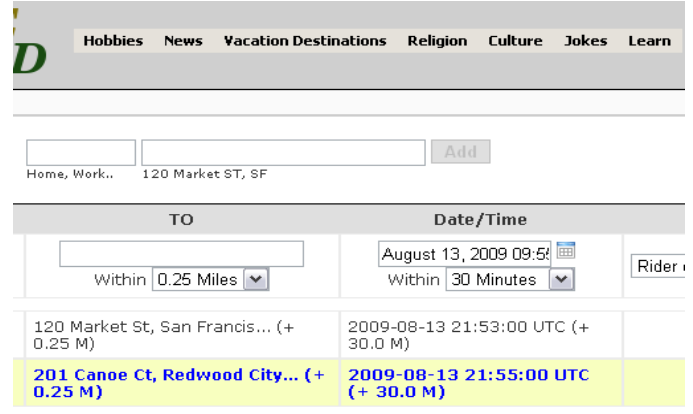 D
Hobbies News Vacation Destinations Religion Culture Jokes Learn
Add
Home, Work.. 120 Market ST, SF
TO Date/Time
August 13, 2009 09:5
Within 0.25 Miles Within 30 Minutes Rider
120 Market St, San Francis... (+ 2009-08-13 21:53:00 UTC (+
0.25 M) 30.0 M)
201 Canoe Ct, Redwood City... (+ 2009-08-13 21:55:00 UTC
0.25 M) (+ 30.0 M)